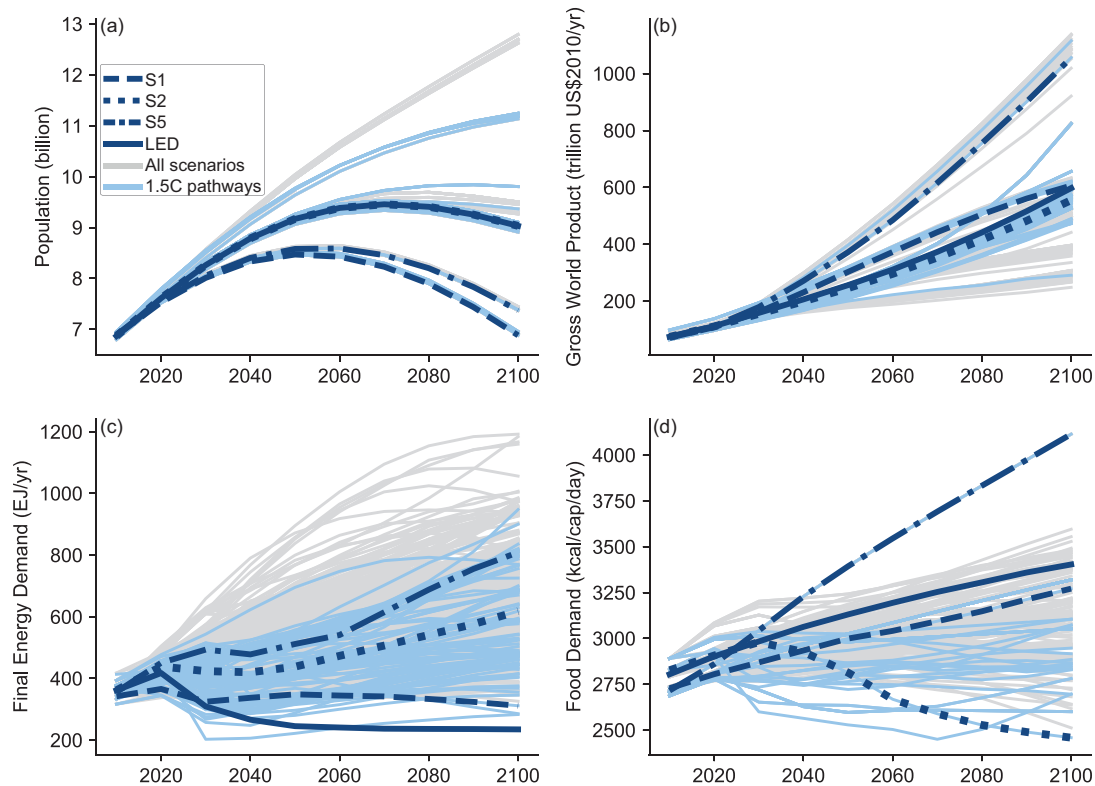 (a)
Population (billion)
13
12
11
10
9
8
7
S1
S2
S5
LED
All scenarios
1.5C pathways
2020 2040 2060 2080 2100
(b)
Gross World Product (trillion US$2010/yr)
1000
800
600
400
200
2020 2040 2060 2080 2100
(c)
Final Energy Demand (EJ/yr)
1200
1000
800
600
400
200
2020 2040 2060 2080 2100
(d)
Food Demand (kcal/cap/day)
4000
3750
3500
3250
3000
2750
2500
2020 2040 2060 2080 2100